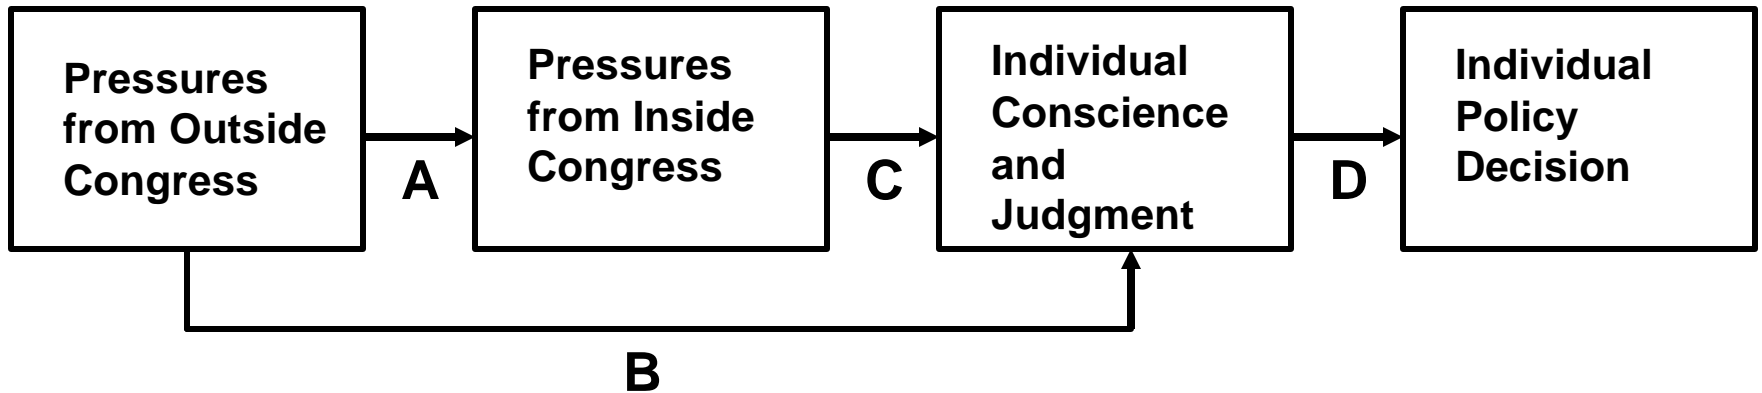 Pressures
from Outside
Congress
A
Pressures
from Inside
Congress
C
Individual
Conscience
and
Judgment
D
Individual
Policy
Decision
B